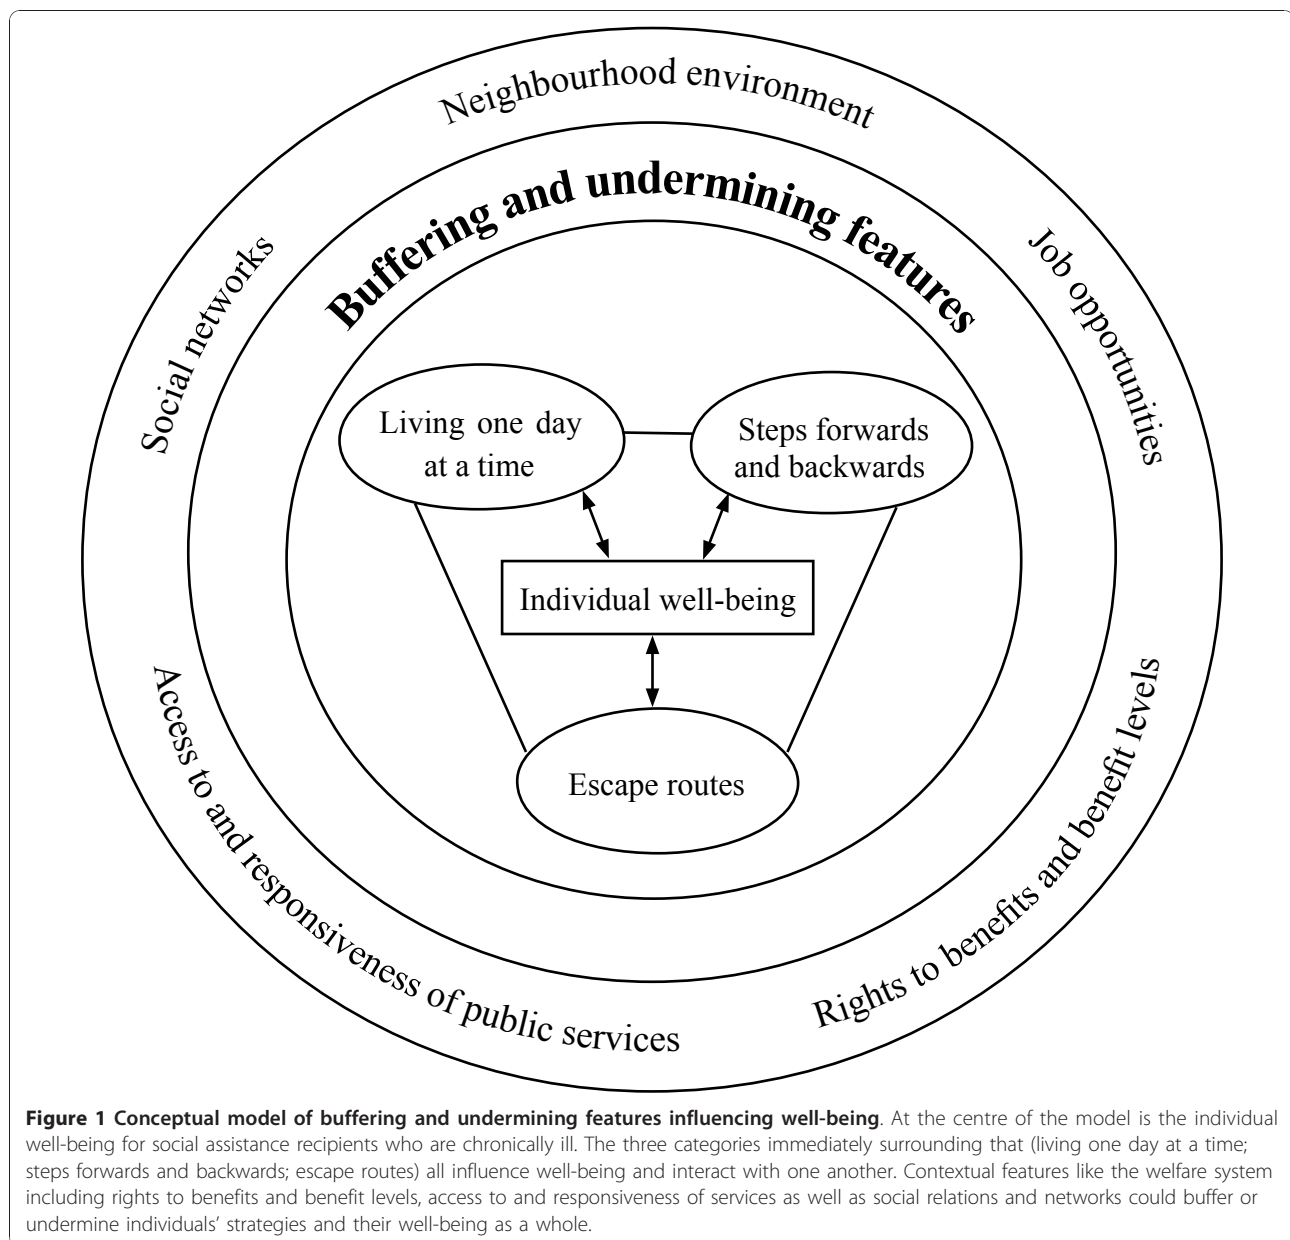 Neighbourhood environment
Buffering and undermining features
Social networks
Job opportunities
Living one day
at a time
Steps forwards
and backwards
Individual well-being
Escape routes
Access to and responsiveness of public services
Rights to benefits and benefit levels
Figure 1 Conceptual model of buffering and undermining features influencing well-being. At the centre of the model is the individual
well-being for social assistance recipients who are chronically ill. The three categories immediately surrounding that (living one day at a time;
steps forwards and backwards; escape routes) all influence well-being and interact with one another. Contextual features like the welfare system
including rights to benefits and benefit levels, access to and responsiveness of services as well as social relations and networks could buffer or
undermine individuals’ strategies and their well-being as a whole.